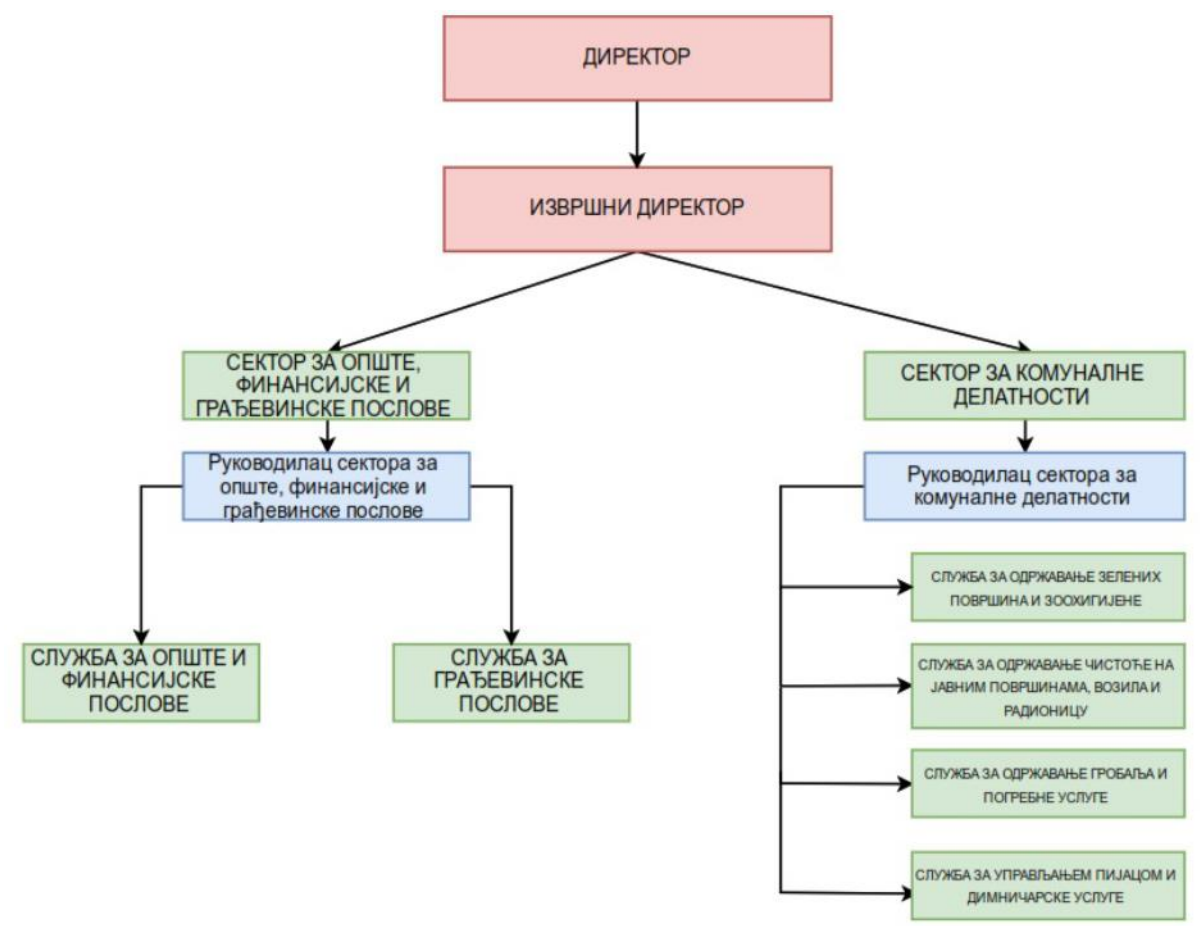 ДИРЕКТОР
ИЗВРШНИ ДИРЕКТОР
СЕКТОР ЗА ОПШТЕ,
ФИНАНСИЈСКЕ И
ГРАЂЕВИНСКЕ ПОСЛОВЕ
Руководилац сектора за
опште, финансијске и
грађевинске послове
СЛУЖБА ЗА ОПШТЕ И
ФИНАНСИЈСКЕ
ПОСЛОВЕ
СЛУЖБА ЗА
ГРАЂЕВИНСКЕ
ПОСЛОВЕ
СЕКТОР ЗА КОМУНАЛНЕ
ДЕЛАТНОСТИ
Руководилац сектора за
комуналне делатности
СЛУЖБА ЗА ОДРЖАВАЊЕ ЗЕЛЕНИХ
ПОВРШИНА И ЗООХИГИЈЕНЕ
СЛУЖБА ЗА ОДРЖАВАЊЕ ЧИСТОЋЕ НА
ЈАВНИМ ПОВРШИНАМА, ВОЗИЛА И
РАДИОНИЦУ
СЛУЖБА ЗА ОДРЖАВАЊЕ ГРОБАЉА И
ПОГРЕБНЕ УСЛУГЕ
СЛУЖБА ЗА УПРАВЉАЊЕМ ПИЈАЦОМ И
ДИМНИЧАРСКЕ УСЛУГЕ